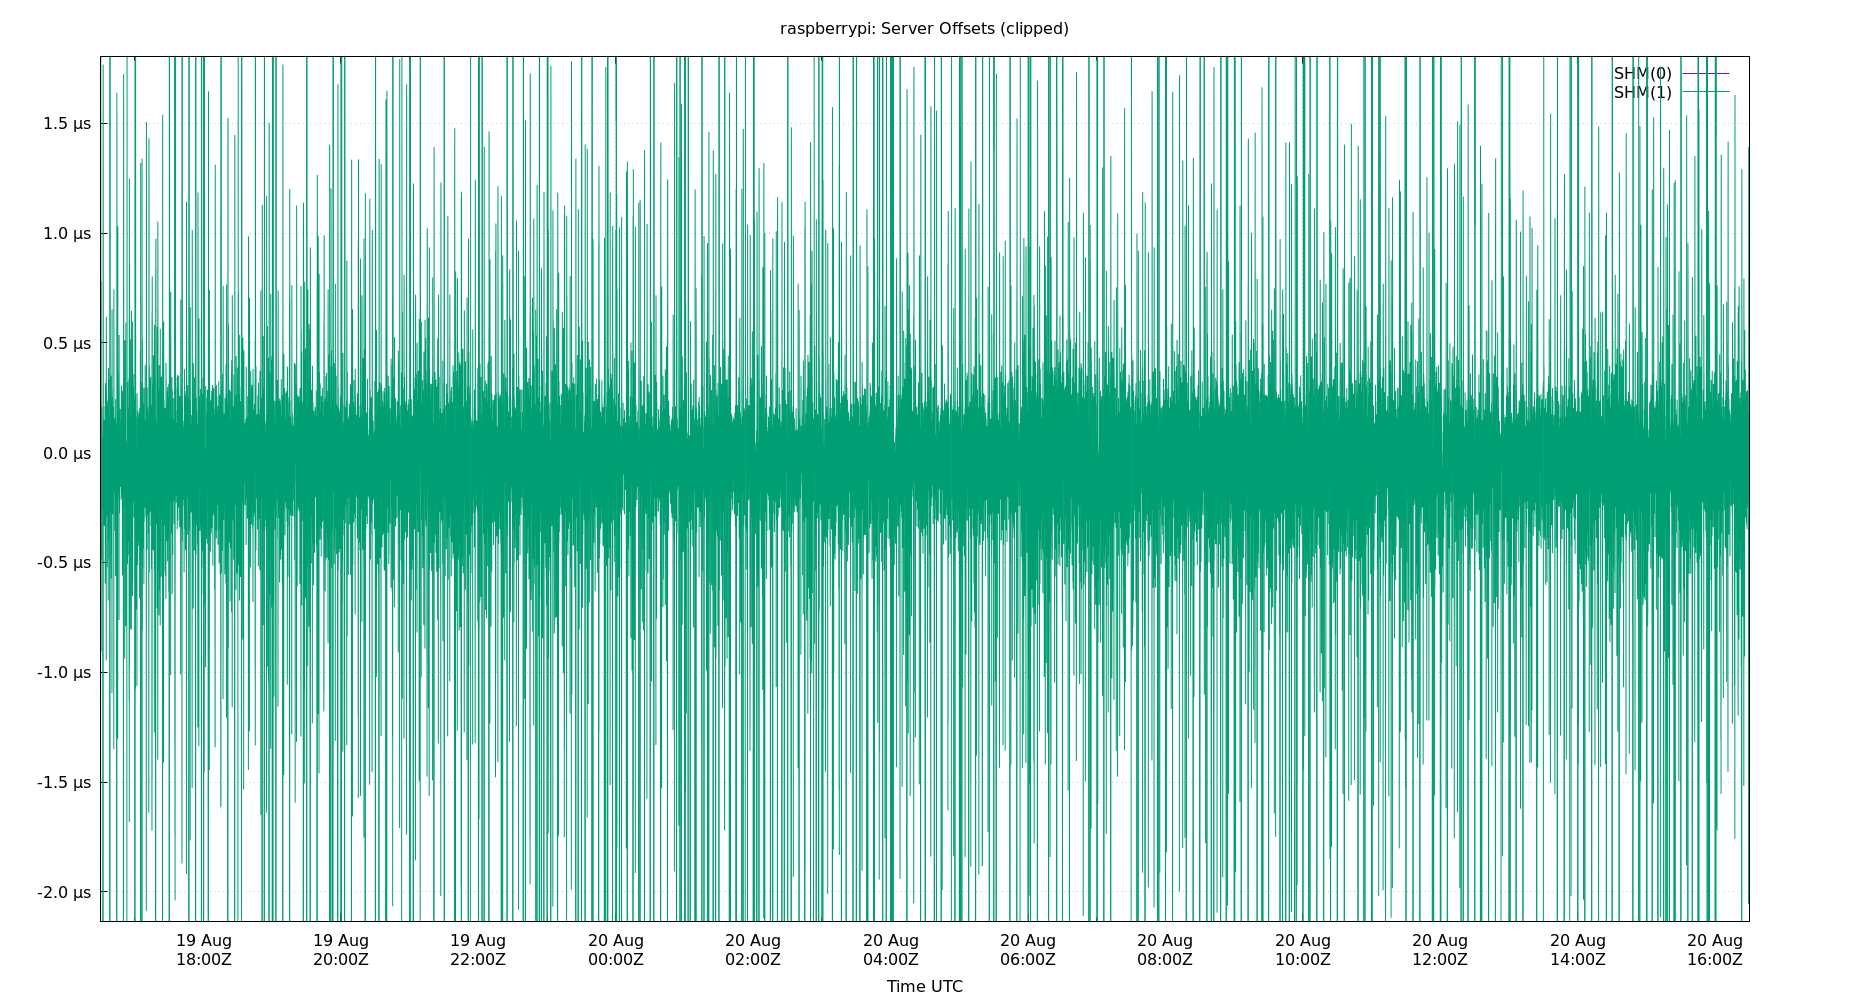 raspberrypi: Server Offsets (clipped)
SHM(0)
SHM(1)
1.5 µs
1.0 µs
0.5 µs
0.0 µs
-0.5 µs
-1.0 µs
-1.5 µs
-2.0 µs
19 Aug 19 Aug 19 Aug 20 Aug 20 Aug 20 Aug 20 Aug 20 Aug 20 Aug 20 Aug 20 Aug 20 Aug
18:00Z 20:00Z 22:00Z 00:00Z 02:00Z 04:00Z 06:00Z 08:00Z 10:00Z 12:00Z 14:00Z 16:00Z
Time UTC